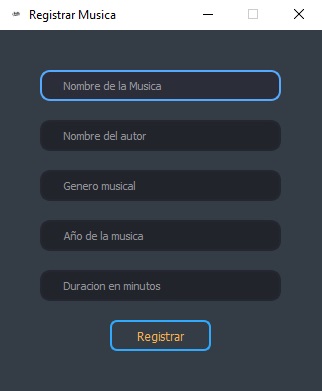 Registrar Musica
Nombre de la Musica
Nombre del autor
Genero musical
Año de la musica
Duracion en minutos
Registrar